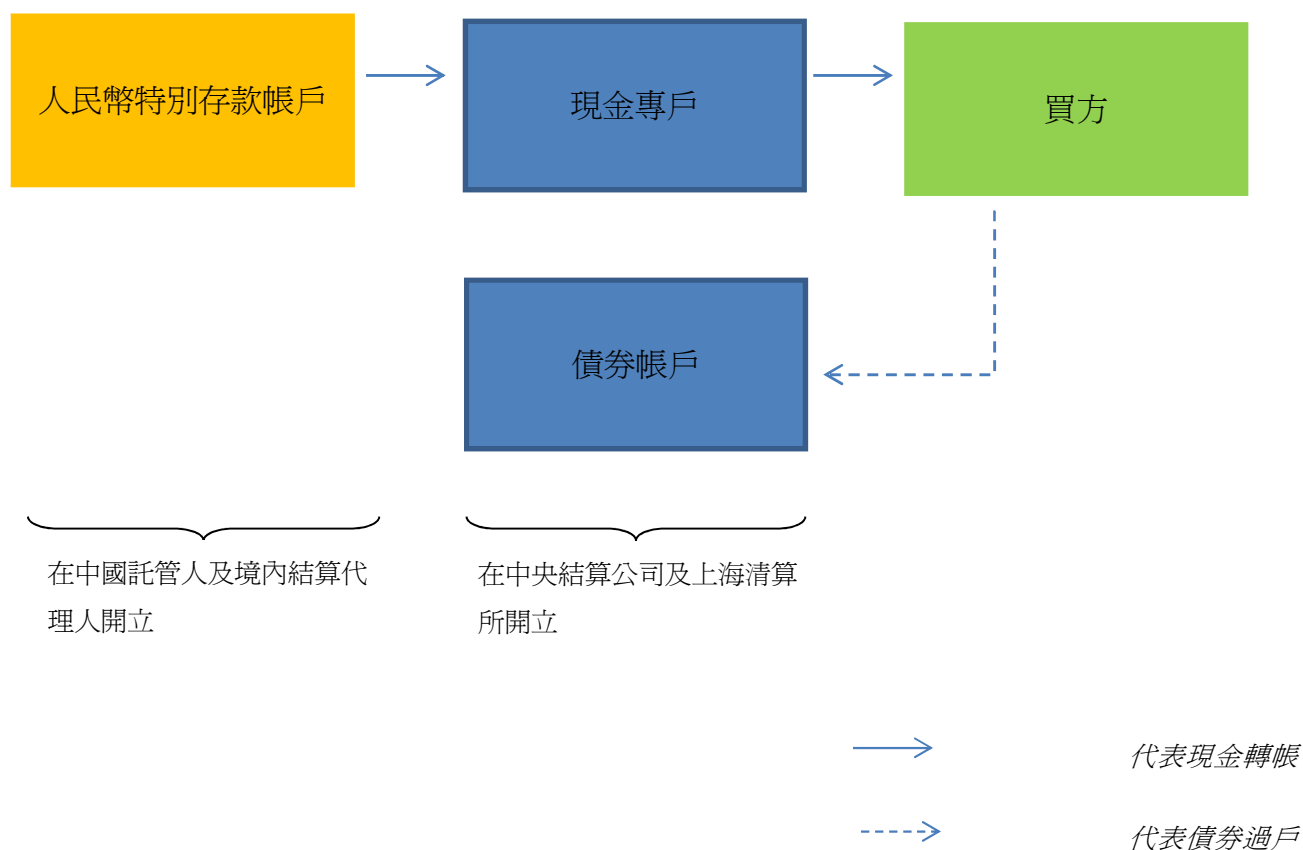 人民幣特別存款帳戶
現金專戶
買方
債券帳戶
在中國託管人及境內結算代
理人開立
在中央結算公司及上海清算
所開立
代表現金轉帳
代表債券過戶